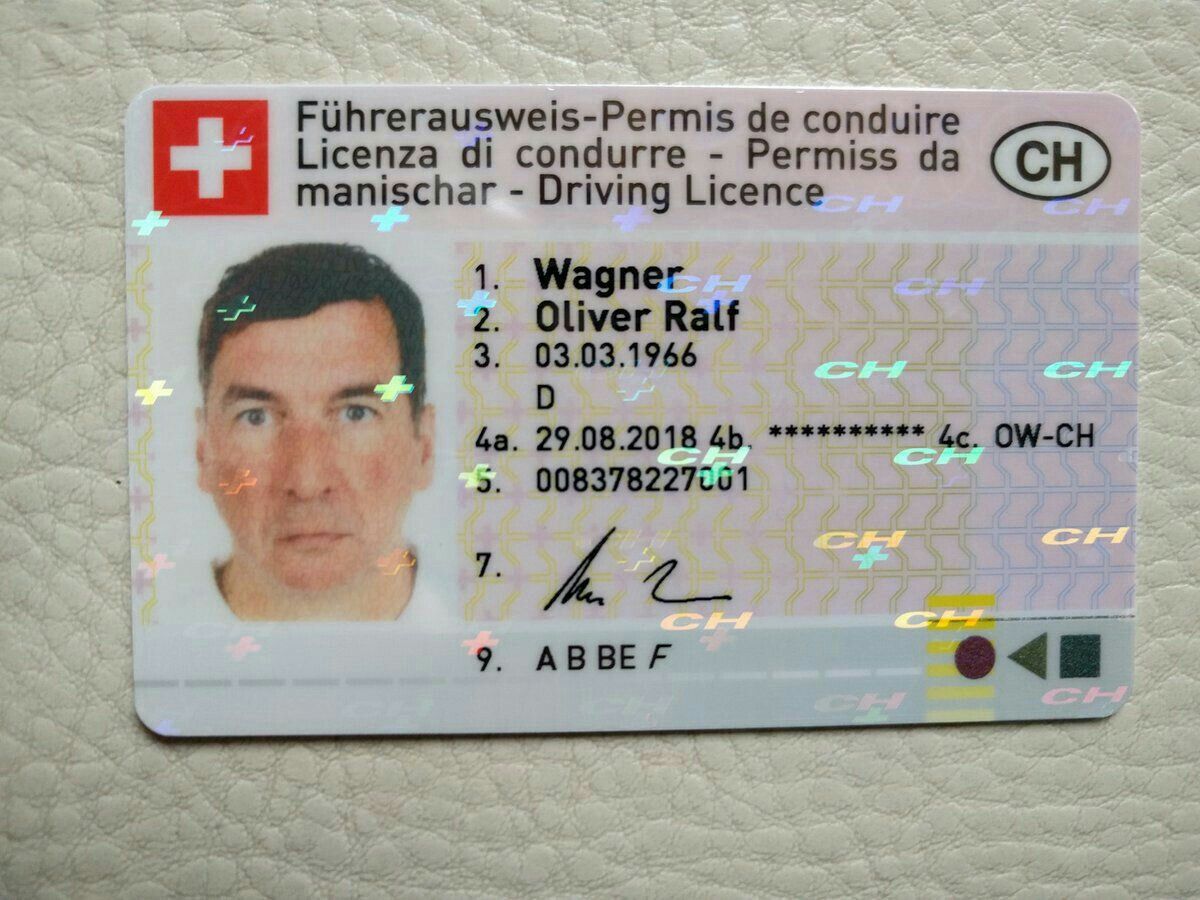 Führerausweis-Permis de conduire
Licenza di condurre - Permiss da
manischar - Driving Licence
CH
1. Wagner
2. Oliver Ralf
3. 03.03.1966
D
4a. 29.08.2018 4b. ********** 4c. OW-CH
5. 008378227001
7.
9. A B BE F